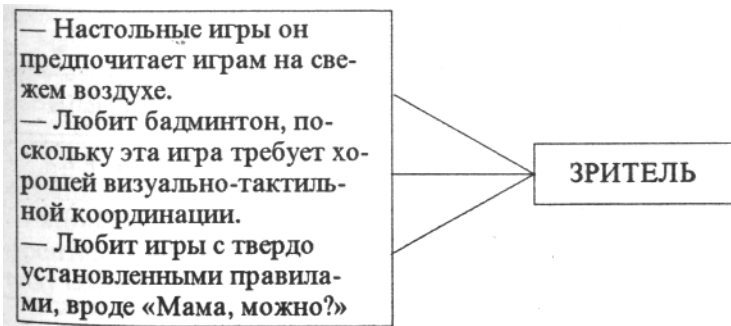 — Настольные игры он
предпочитает играм на све-
жем воздухе.
— Любит бадминтон, по-
скольку эта игра требует хо-
рошей визуально-тактиль-
ной координации.
— Любит игры с твердо
установленными правила-
ми, вроде «Мама, можно?»
ЗРИТЕЛЬ